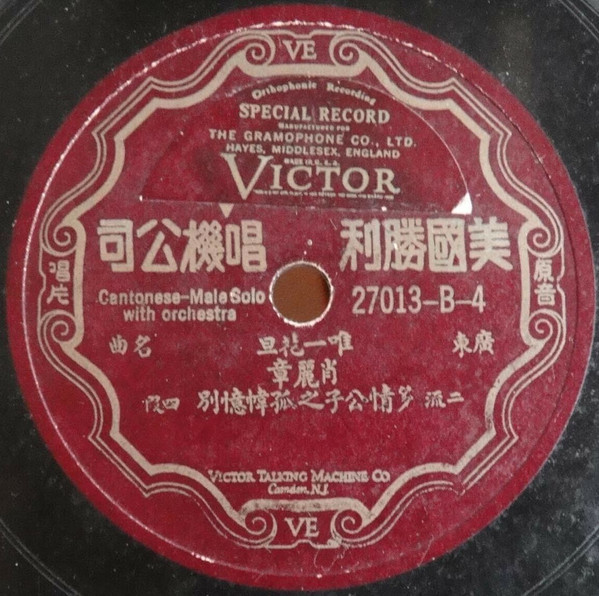 VE
Orthophonic Recording
SPECIAL RECORD
MANUFACTURED FOR
THE GRAMOPHONE CO., LTD.
HAYES, MIDDLESEX, ENGLAND
MADE IN U.S.A.
VICTOR
美國勝利 唱機公司
原音 唱片
Cantonese-Male Solo 27013-B-4
with orchestra
廣東 唯一花旦 名曲
肖麗章
二流 多情公子之孤幃憶別 四
VICTOR TALKING MACHINE CO
Camden, N.J.
VE